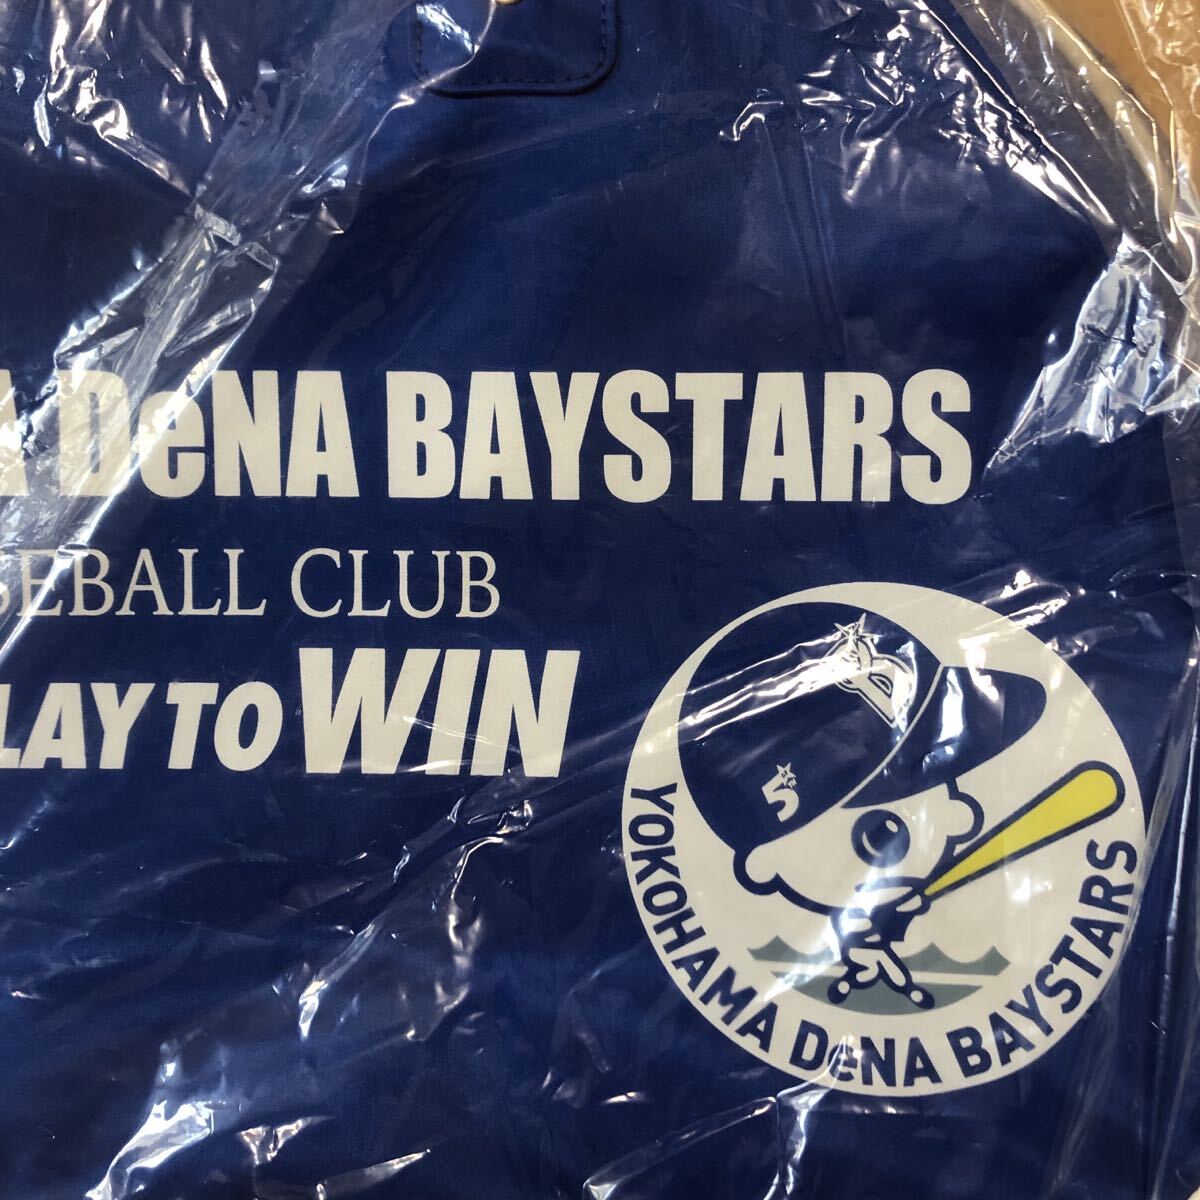 A DeNA BAYSTARS
SEBALL CLUB
LAY TO WIN
5
YOKOHAMA DeNA BAYSTARS